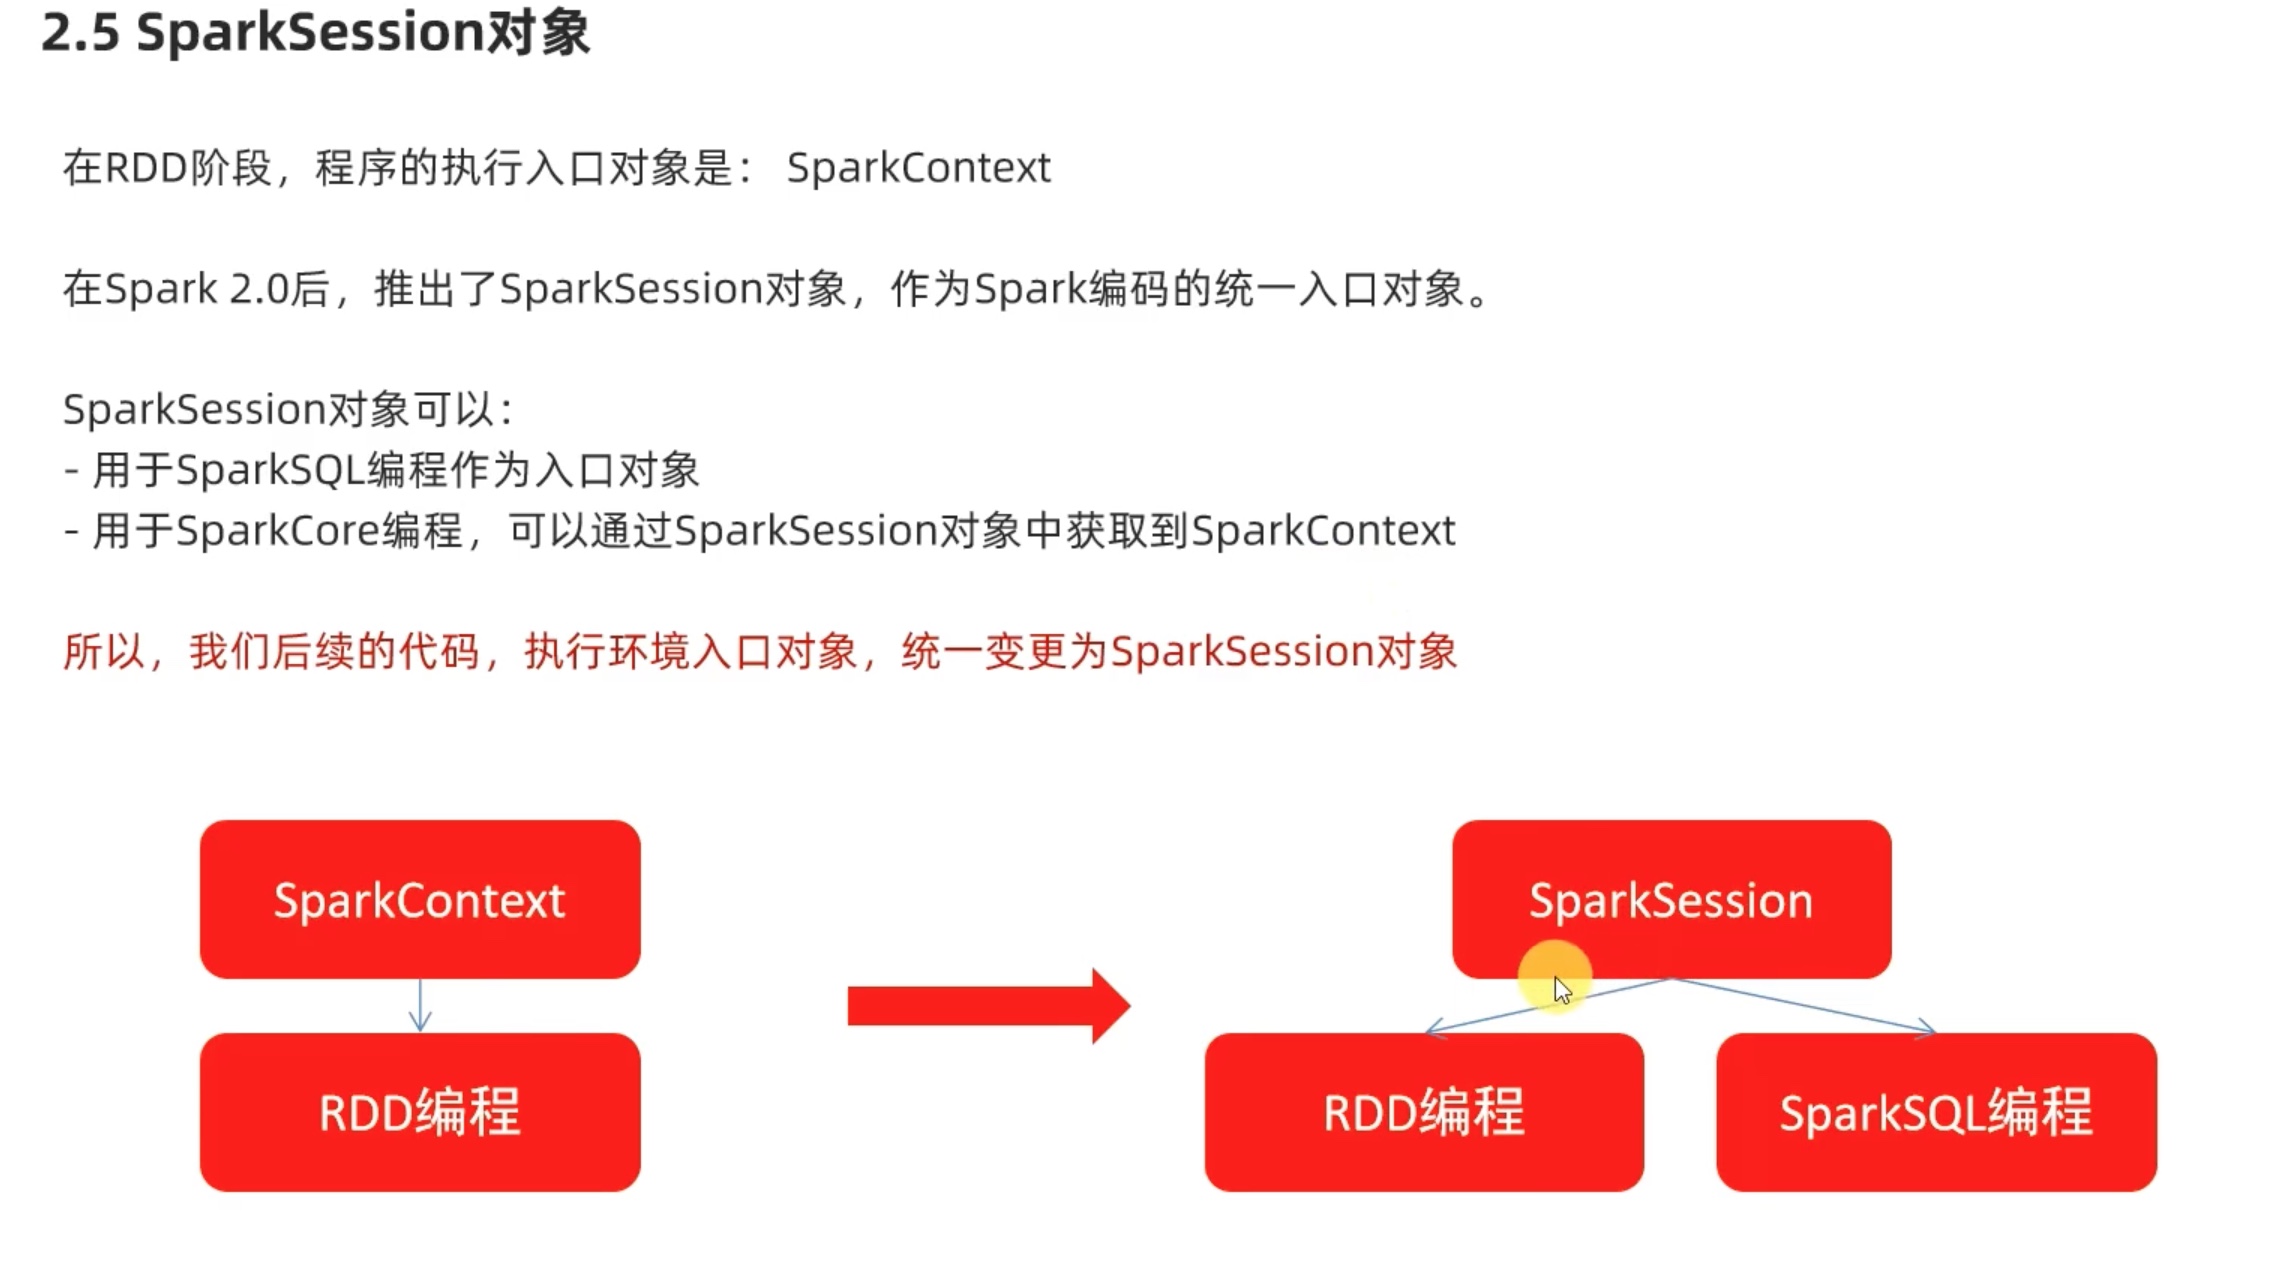 2.5 SparkSession对象
在RDD阶段，程序的执行入口对象是： SparkContext
在Spark 2.0后，推出了SparkSession对象，作为Spark编码的统一入口对象。
SparkSession对象可以：
- 用于SparkSQL编程作为入口对象
- 用于SparkCore编程，可以通过SparkSession对象中获取到SparkContext
所以，我们后续的代码，执行环境入口对象，统一变更为SparkSession对象
SparkContext
RDD编程
SparkSession
RDD编程
SparkSQL编程